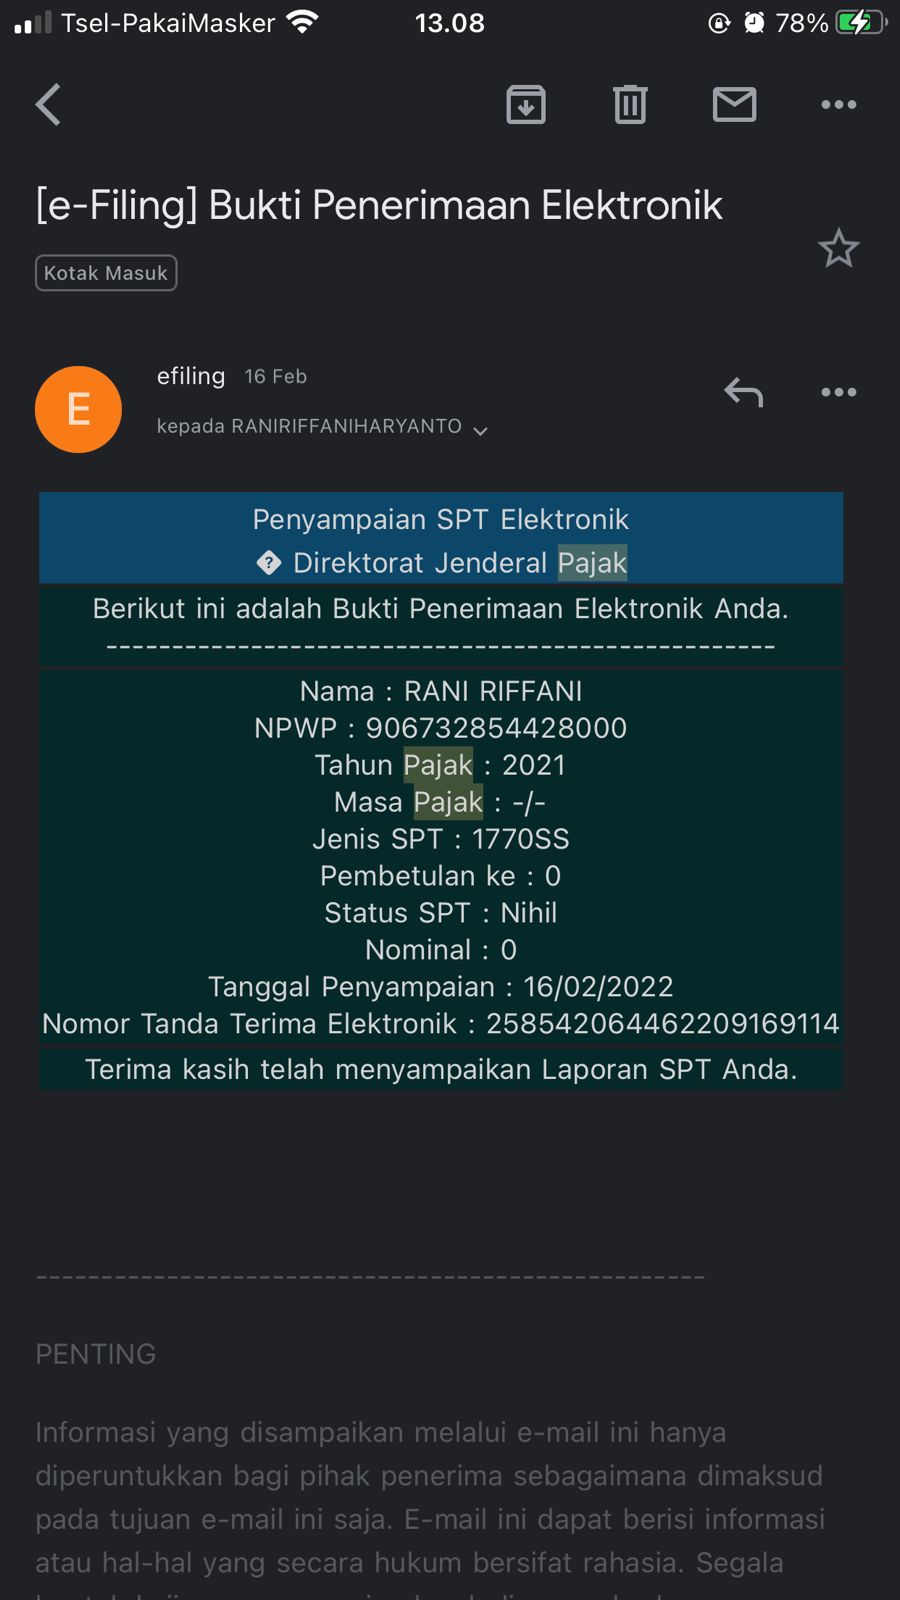 Tsel-PakaiMasker 13.08 78%
[e-Filing] Bukti Penerimaan Elektronik
Kotak Masuk
E
efiling 16 Feb
kepada RANIRIFFANIHARYANTO
Penyampaian SPT Elektronik
Direktorat Jenderal Pajak
Berikut ini adalah Bukti Penerimaan Elektronik Anda.
---------------------------------------------------
Nama : RANI RIFFANI
NPWP : 906732854428000
Tahun Pajak : 2021
Masa Pajak : -/-
Jenis SPT : 1770SS
Pembetulan ke : 0
Status SPT : Nihil
Nominal : 0
Tanggal Penyampaian : 16/02/2022
Nomor Tanda Terima Elektronik : 258542064462209169114
Terima kasih telah menyampaikan Laporan SPT Anda.
---------------------------------------------------
PENTING
Informasi yang disampaikan melalui e-mail ini hanya
diperuntukkan bagi pihak penerima sebagaimana dimaksud
pada tujuan e-mail ini saja. E-mail ini dapat berisi informasi
atau hal-hal yang secara hukum bersifat rahasia. Segala